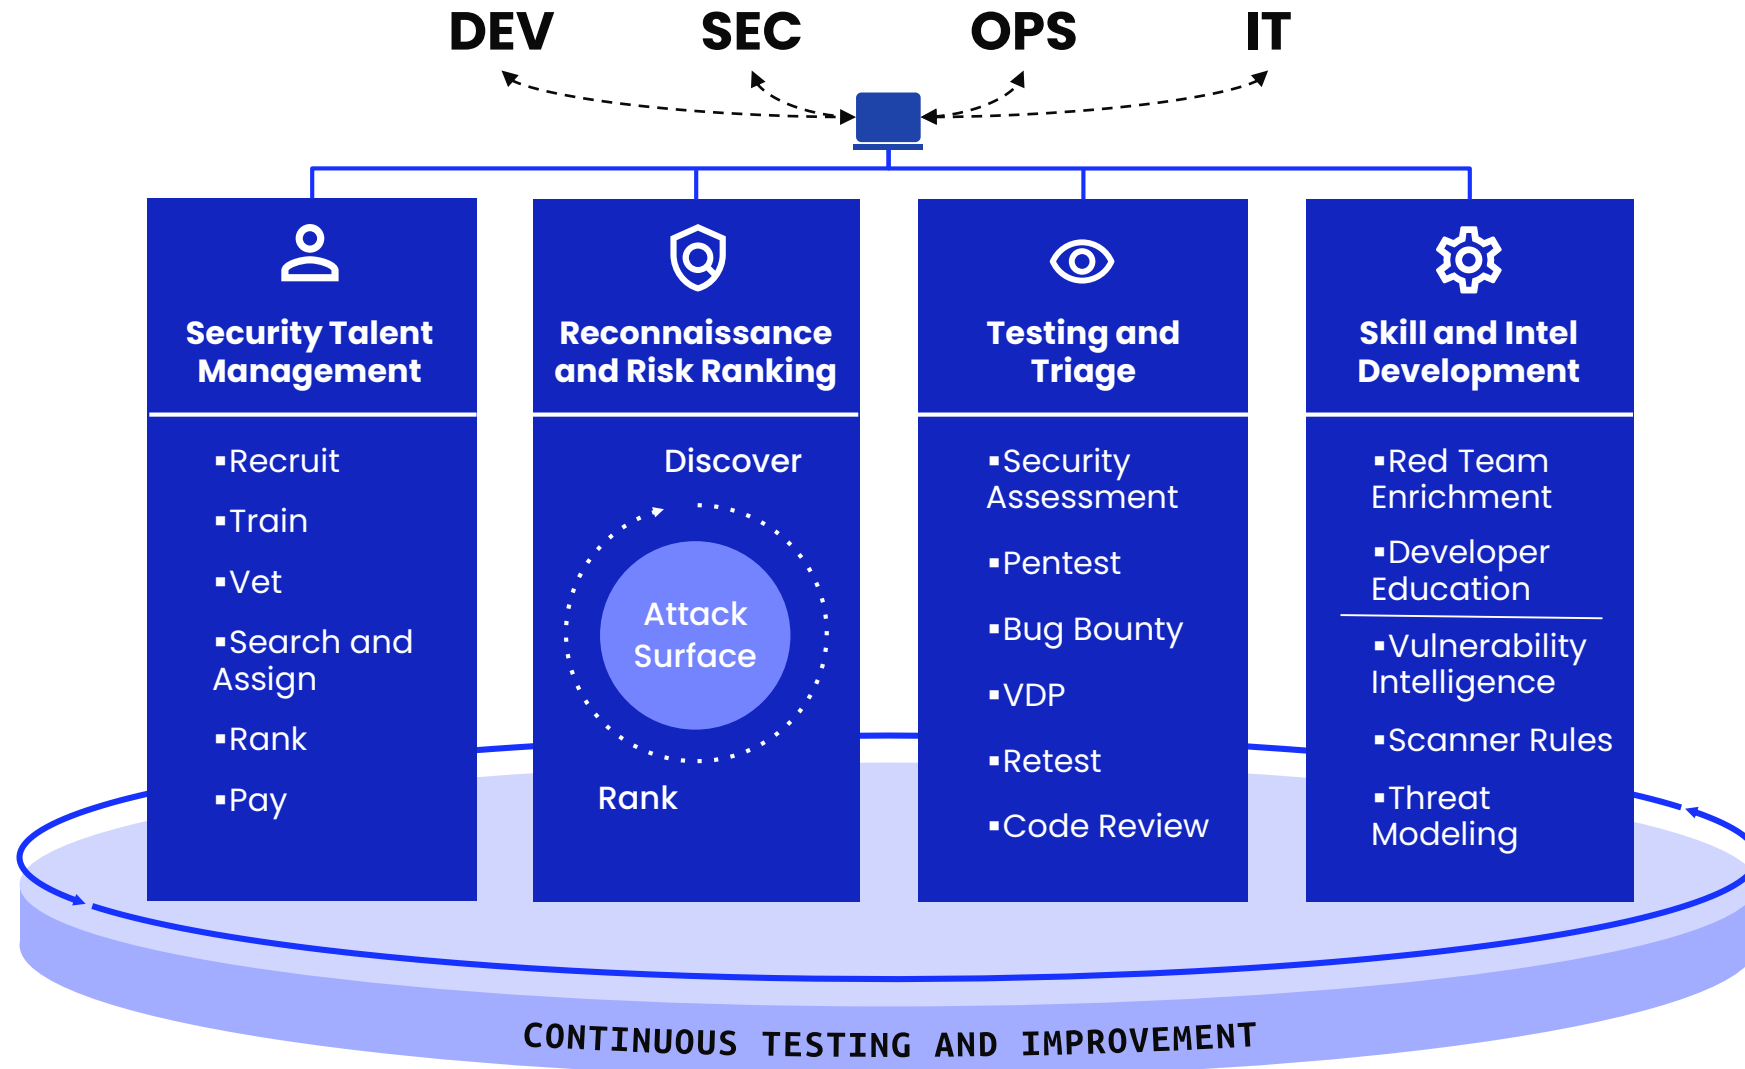 DEV
SEC
OPS
IT
Security Talent
Management
▪Recruit
▪Train
▪Vet
▪Search and
Assign
▪Rank
▪Pay
Reconnaissance
and Risk Ranking
Discover
Attack
Surface
Rank
Testing and
Triage
▪Security
Assessment
▪Pentest
▪Bug Bounty
▪VDP
▪Retest
▪Code Review
Skill and Intel
Development
▪Red Team
Enrichment
▪Developer
Education
▪Vulnerability
Intelligence
▪Scanner Rules
▪Threat
Modeling
CONTINUOUS TESTING AND IMPROVEMENT